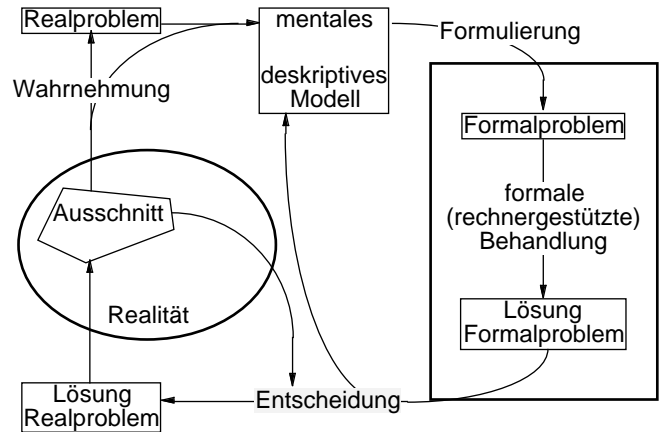 Realproblem
mentales
deskriptives
Modell
Formulierung
Wahrnehmung
Formalproblem
Ausschnitt
formale
(rechnergestützte)
Behandlung
Realität
Lösung
Formalproblem
Lösung
Realproblem
Entscheidung